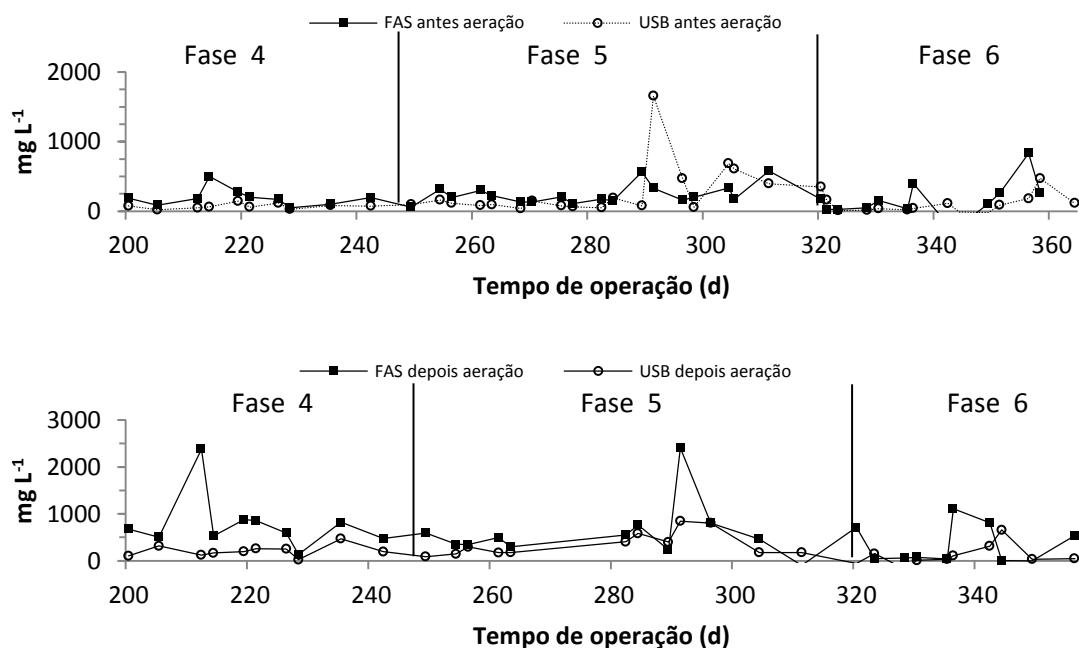 FAS antes aeração USB antes aeração
Fase 4 Fase 5 Fase 6
2000
1000
0
mg L⁻¹
200 220 240 260 280 300 320 340 360
Tempo de operação (d)
FAS depois aeração USB depois aeração
Fase 4 Fase 5 Fase 6
3000
2000
1000
0
mg L⁻¹
200 220 240 260 280 300 320 340
Tempo de operação (d)